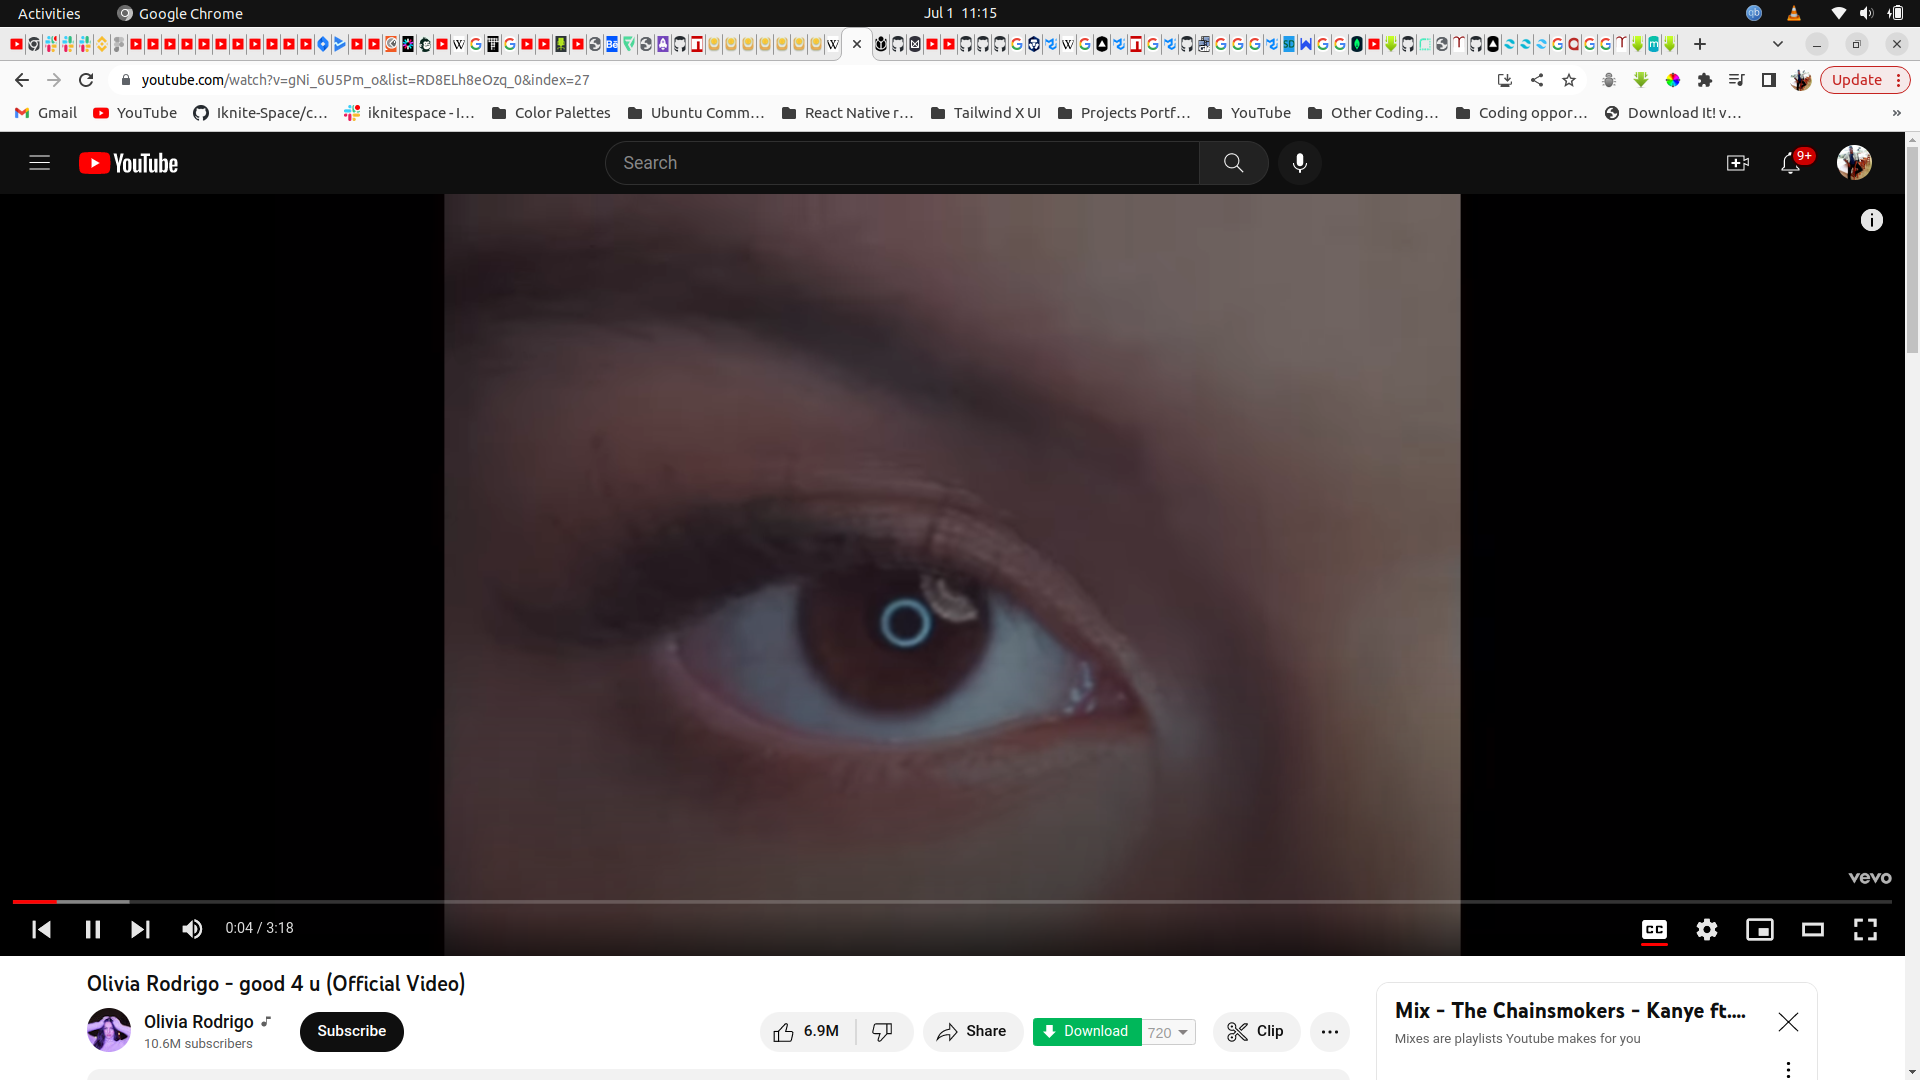 Activities
Google Chrome
Jul 1 11:15
youtube.com/watch?v=gNi_6U5Pm_o&list=RD8ELh8eOzq_0&index=27
Update
Gmail
YouTube
Iknite-Space/c…
iknitespace - I…
Color Palettes
Ubuntu Comm…
React Native r…
Tailwind X UI
Projects Portf…
YouTube
Other Coding…
Coding oppor…
Download It! v…
»
YouTube
Search
9+
vevo
0:04 / 3:18
CC
Olivia Rodrigo - good 4 u (Official Video)
Olivia Rodrigo
10.6M subscribers
Subscribe
6.9M
Share
Download
720
Clip
Mix - The Chainsmokers - Kanye ft....
Mixes are playlists Youtube makes for you